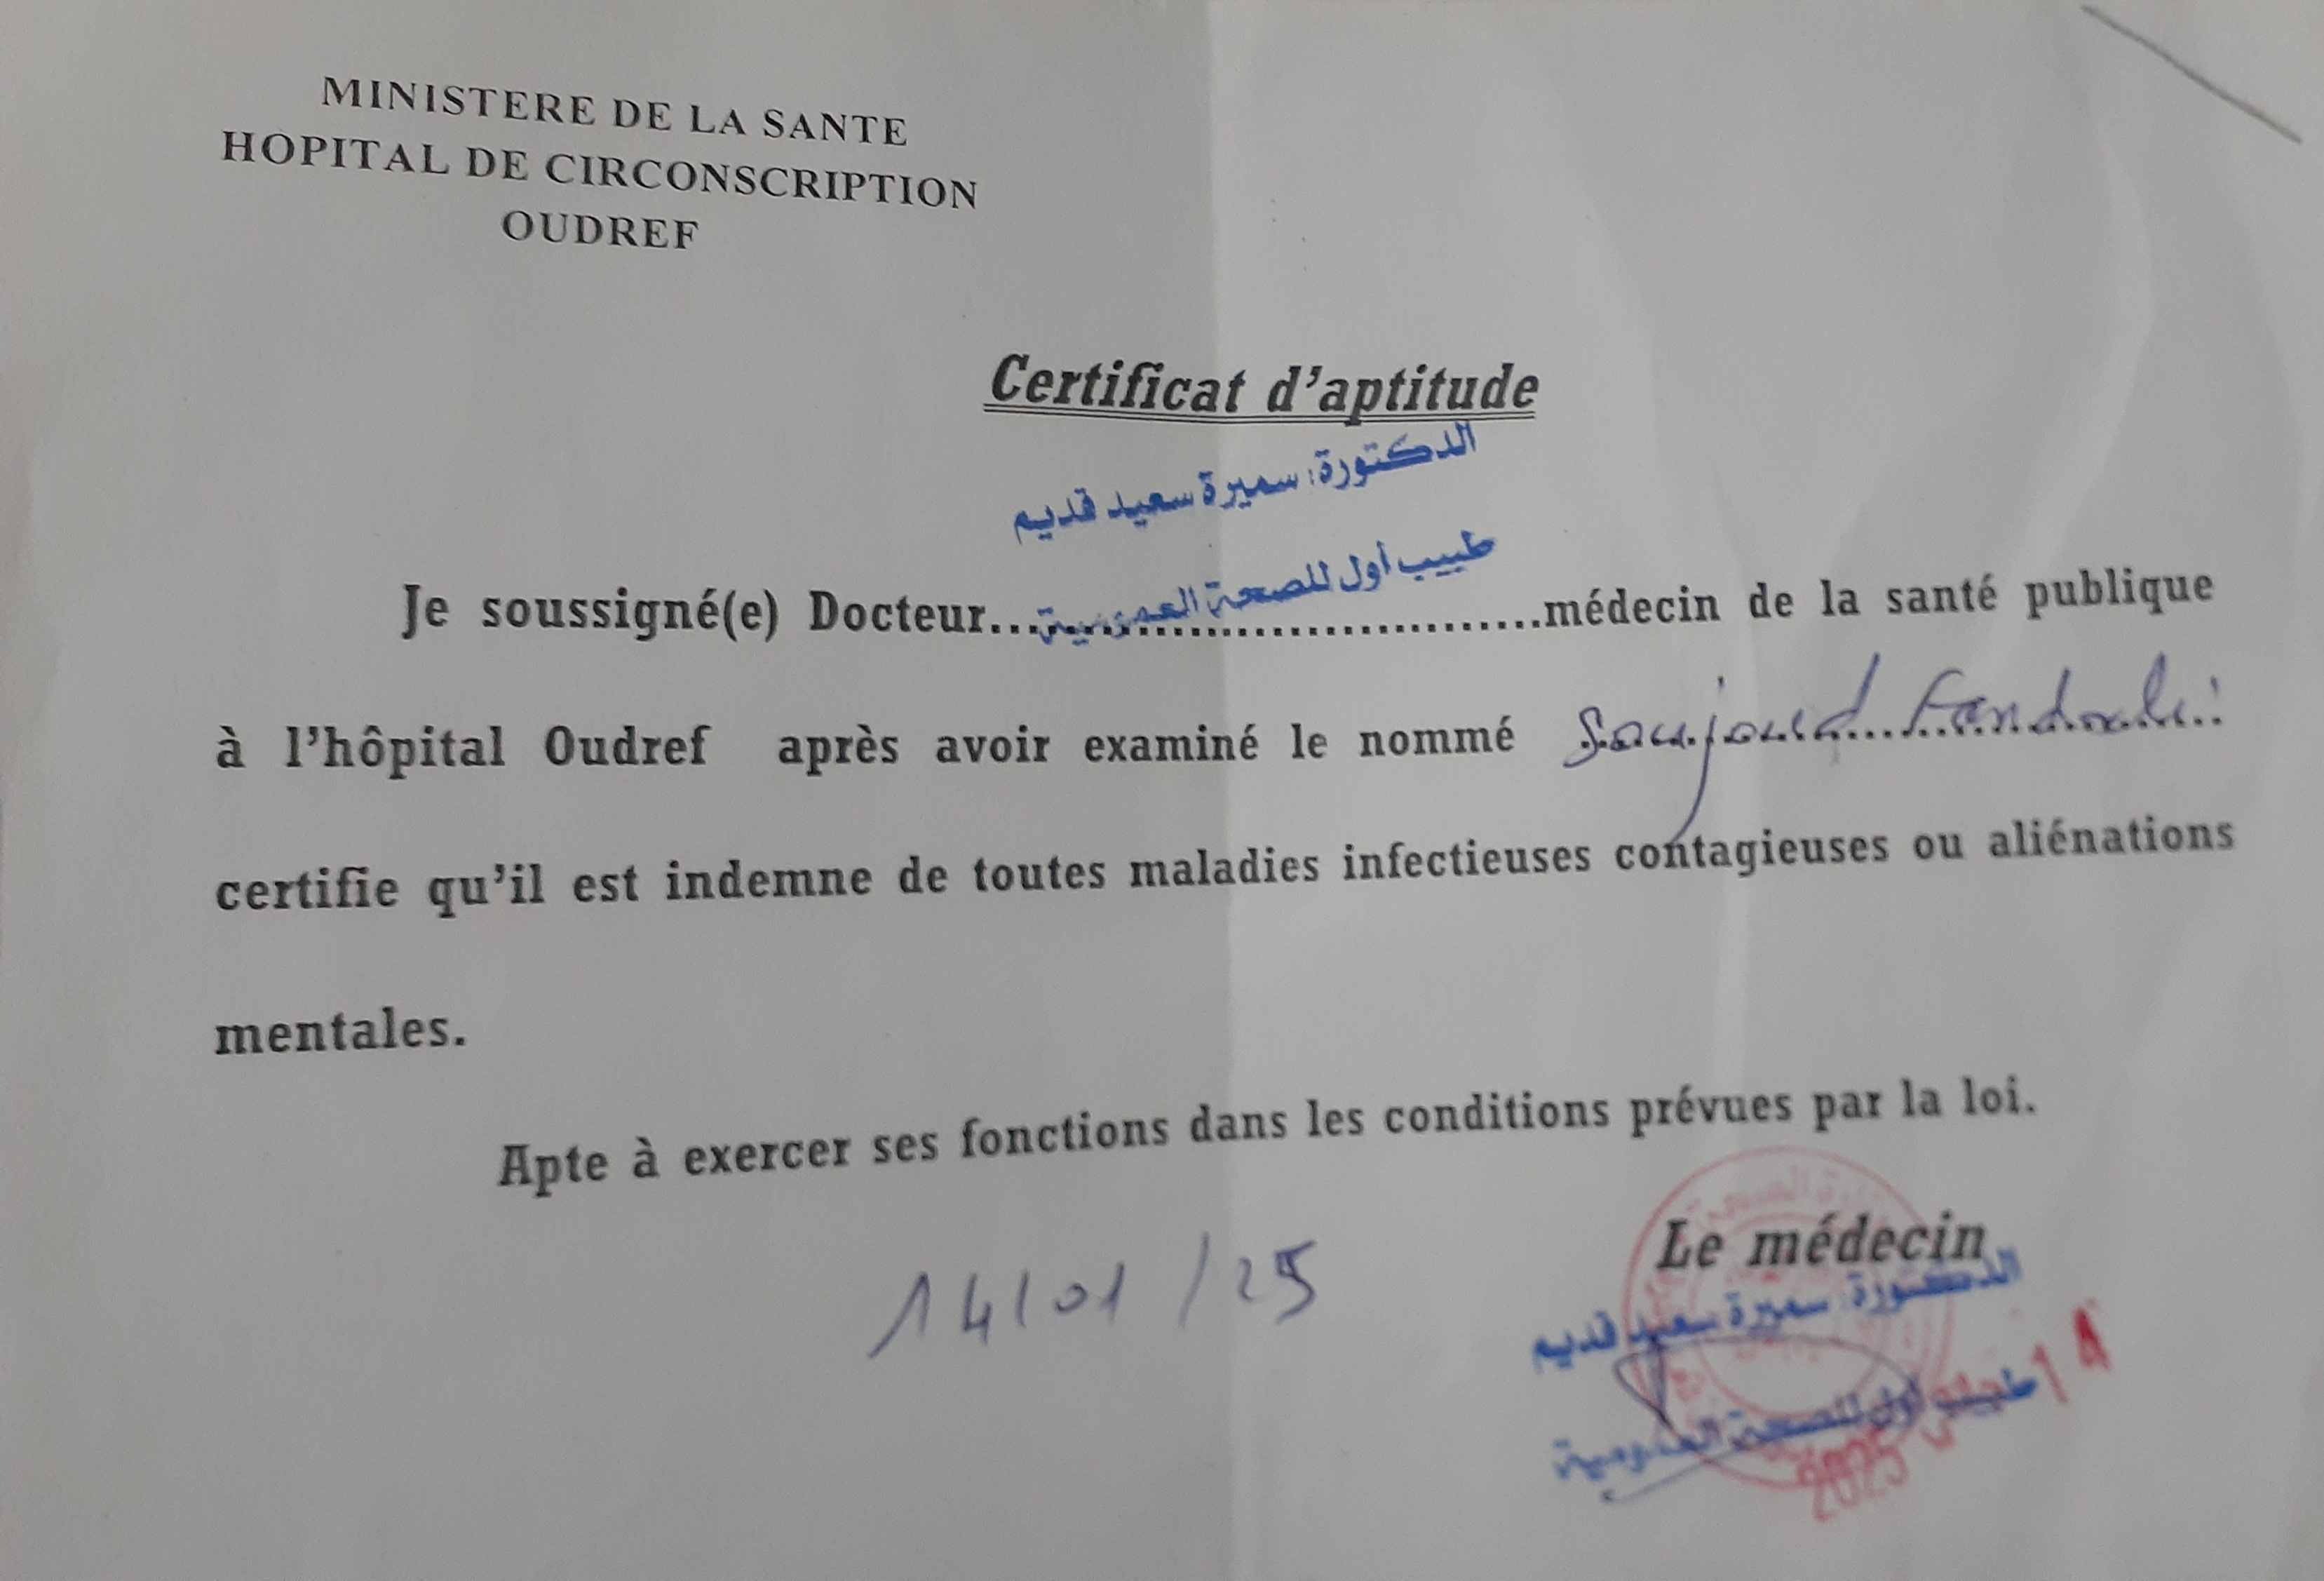 MINISTERE DE LA SANTE
HOPITAL DE CIRCONSCRIPTION
OUDREF
Certificat d'aptitude
الدكتورة: سميرة سعيد قديم
طبيب أول للصحة العمومية
Je soussigné(e) Docteur..........................................médecin de la santé publique
à l'hôpital Oudref après avoir examiné le nommé Soujoud
certifie qu'il est indemne de toutes maladies infectieuses contagieuses ou aliénations
mentales.
Apte à exercer ses fonctions dans les conditions prévues par la loi.
14/01/25
Le médecin
الدكتورة: سميرة سعيد قديم
طبيب أول للصحة العمومية
2025